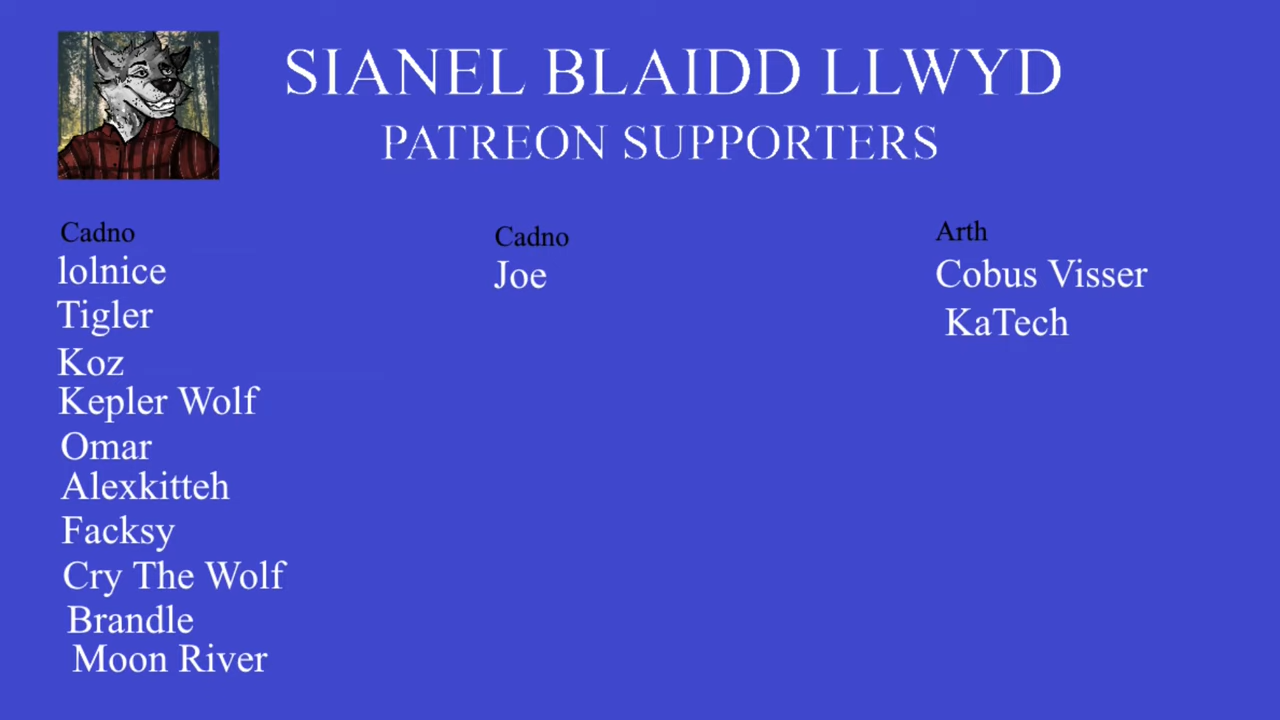 SIANEL BLAIDD LLWYD
PATREON SUPPORTERS
Cadno
lolnice
Tigler
Koz
Kepler Wolf
Omar
Alexkitteh
Facksy
Cry The Wolf
Brandle
Moon River
Cadno
Joe
Arth
Cobus Visser
KaTech